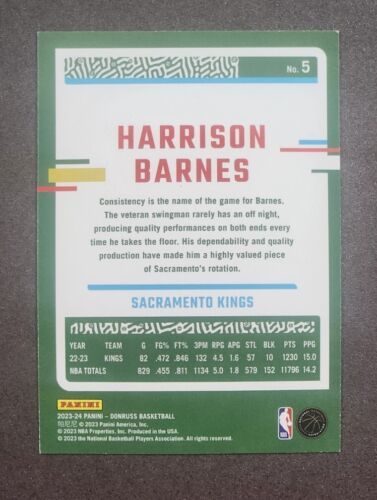 No. 5
HARRISON
BARNES
Consistency is the name of the game for Barnes.
The veteran swingman rarely has an off night,
producing quality performances on both ends every
time he takes the floor. His dependability and quality
production have made him a highly valued piece
of Sacramento's rotation.
SACRAMENTO KINGS
YEAR TEAM G FG% FT% 3PM RPG APG STL BLK PTS PPG
22-23 KINGS 82 .472 .846 132 4.5 1.6 57 10 1230 15.0
NBA TOTALS 829 .455 .811 1134 5.0 1.8 579 152 11796 14.2
PANINI
2023-24 PANINI – DONRUSS BASKETBALL
帕尼尼 © 2023 Panini America, Inc.
© 2023 NBA Properties, Inc. Produced in the USA.
© 2023 the National Basketball Players Association. All rights reserved.
NBA